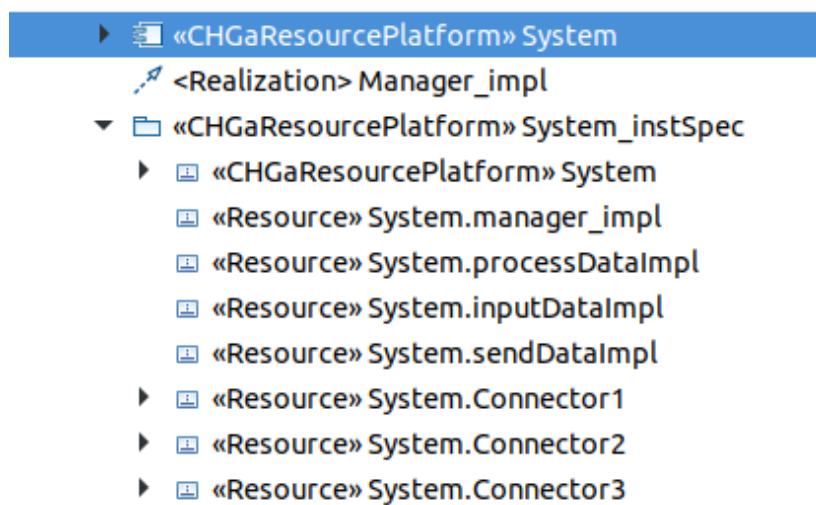 «CHGaResourcePlatform» System
<Realization> Manager_impl
«CHGaResourcePlatform» System_instSpec
«CHGaResourcePlatform» System
«Resource» System.manager_impl
«Resource» System.processDataImpl
«Resource» System.inputDataImpl
«Resource» System.sendDataImpl
«Resource» System.Connector1
«Resource» System.Connector2
«Resource» System.Connector3